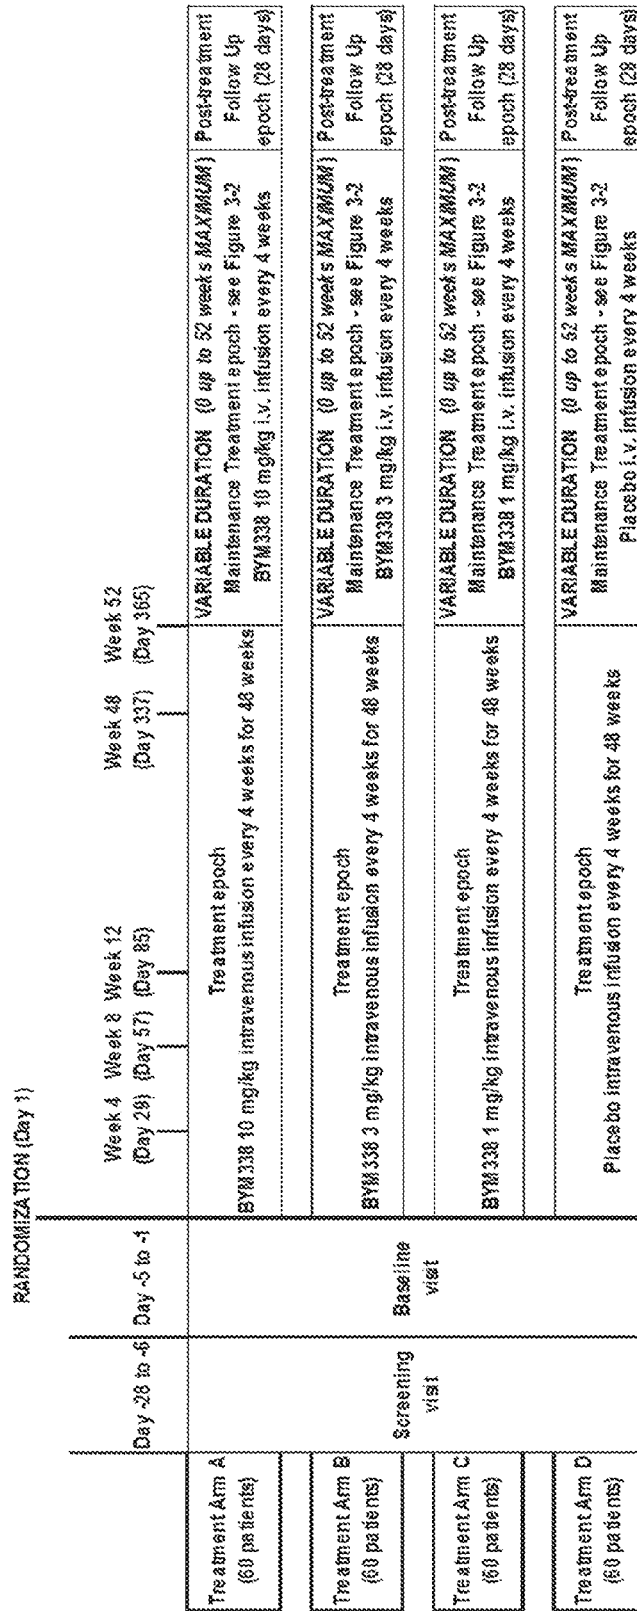 RANDOMIZATION (Day 1)
Day -28 to -6
Day -5 to -1
Week 4
(Day 29)
Week 8
(Day 57)
Week 12
(Day 85)
Week 48
(Day 337)
Week 52
(Day 365)
Treatment Arm A
(60 patients)
Screening
visit
Baseline
visit
Treatment epoch
BYM338 10 mg/kg intravenous infusion every 4 weeks for 48 weeks
VARIABLE DURATION (0 up to 52 weeks MAXIMUM)
Maintenance Treatment epoch - see Figure 3-2
BYM338 10 mg/kg i.v. infusion every 4 weeks
Post-treatment
Follow Up
epoch (28 days)
Treatment Arm B
(60 patients)
Treatment epoch
BYM338 3 mg/kg intravenous infusion every 4 weeks for 48 weeks
VARIABLE DURATION (0 up to 52 weeks MAXIMUM)
Maintenance Treatment epoch - see Figure 3-2
BYM338 3 mg/kg i.v. infusion every 4 weeks
Post-treatment
Follow Up
epoch (28 days)
Treatment Arm C
(60 patients)
Treatment epoch
BYM338 1 mg/kg intravenous infusion every 4 weeks for 48 weeks
VARIABLE DURATION (0 up to 52 weeks MAXIMUM)
Maintenance Treatment epoch - see Figure 3-2
BYM338 1 mg/kg i.v. infusion every 4 weeks
Post-treatment
Follow Up
epoch (28 days)
Treatment Arm D
(60 patients)
Treatment epoch
Placebo intravenous infusion every 4 weeks for 48 weeks
VARIABLE DURATION (0 up to 52 weeks MAXIMUM)
Maintenance Treatment epoch - see Figure 3-2
Placebo i.v. infusion every 4 weeks
Post-treatment
Follow Up
epoch (28 days)